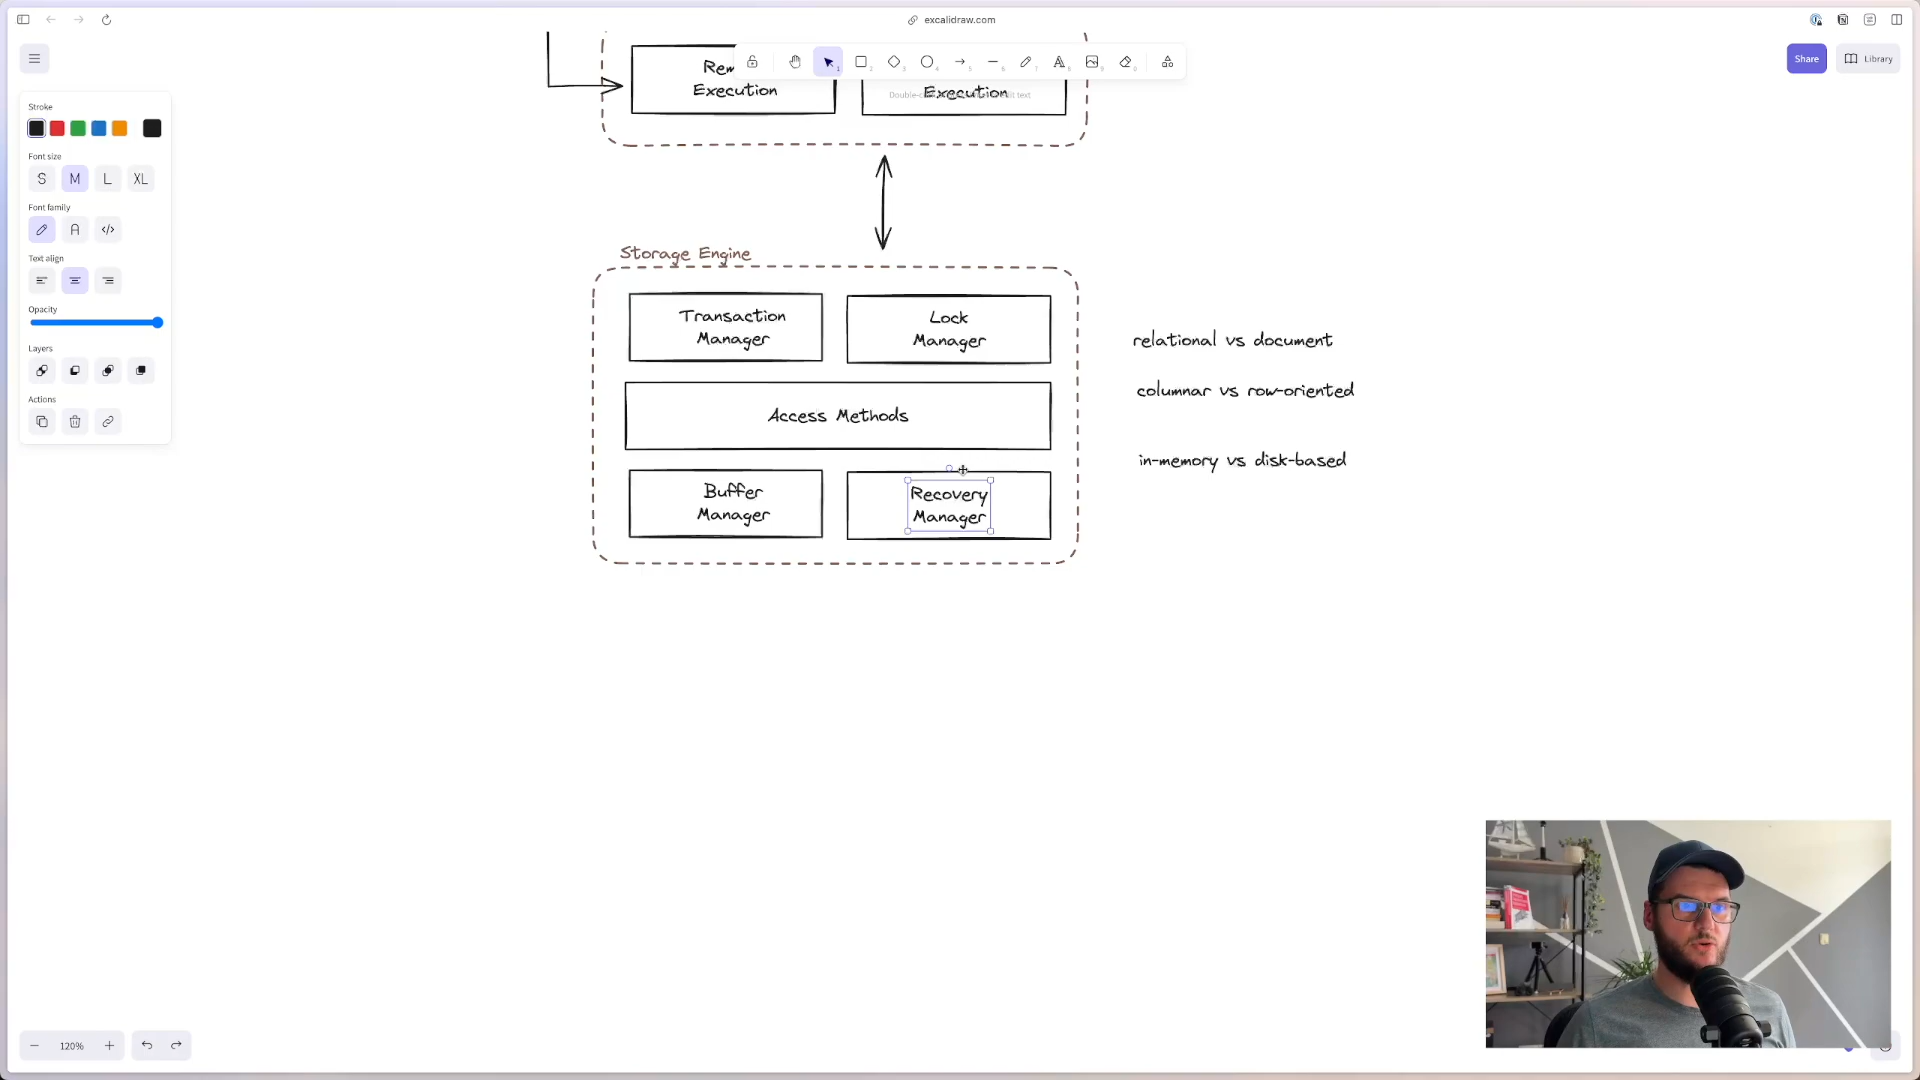 excalidraw.com
Share
Library
Stroke
Font size
S M L XL
Font family
A
Text align
Opacity
Layers
Actions
Execution
Execution
Storage Engine
Transaction
Manager
Lock
Manager
Access Methods
Buffer
Manager
Recovery
Manager
relational vs document
columnar vs row-oriented
in-memory vs disk-based
120%